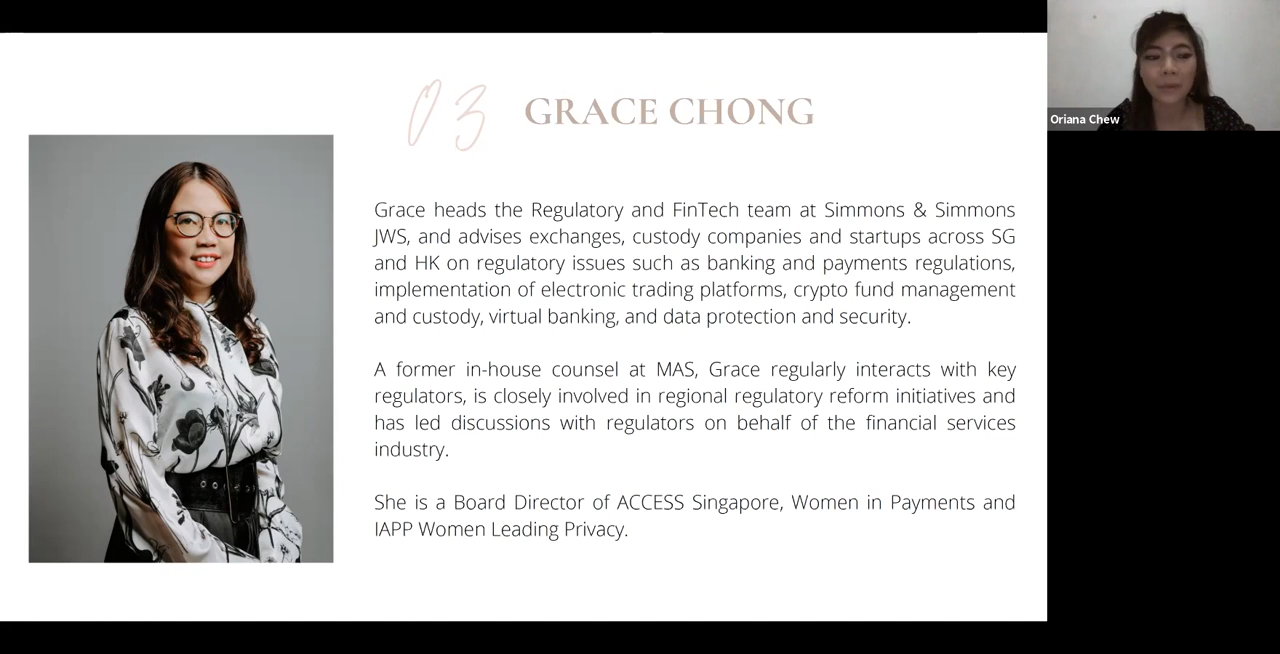 03 GRACE CHONG
Oriana Chew
Grace heads the Regulatory and FinTech team at Simmons & Simmons
JWS, and advises exchanges, custody companies and startups across SG
and HK on regulatory issues such as banking and payments regulations,
implementation of electronic trading platforms, crypto fund management
and custody, virtual banking, and data protection and security.
A former in-house counsel at MAS, Grace regularly interacts with key
regulators, is closely involved in regional regulatory reform initiatives and
has led discussions with regulators on behalf of the financial services
industry.
She is a Board Director of ACCESS Singapore, Women in Payments and
IAPP Women Leading Privacy.